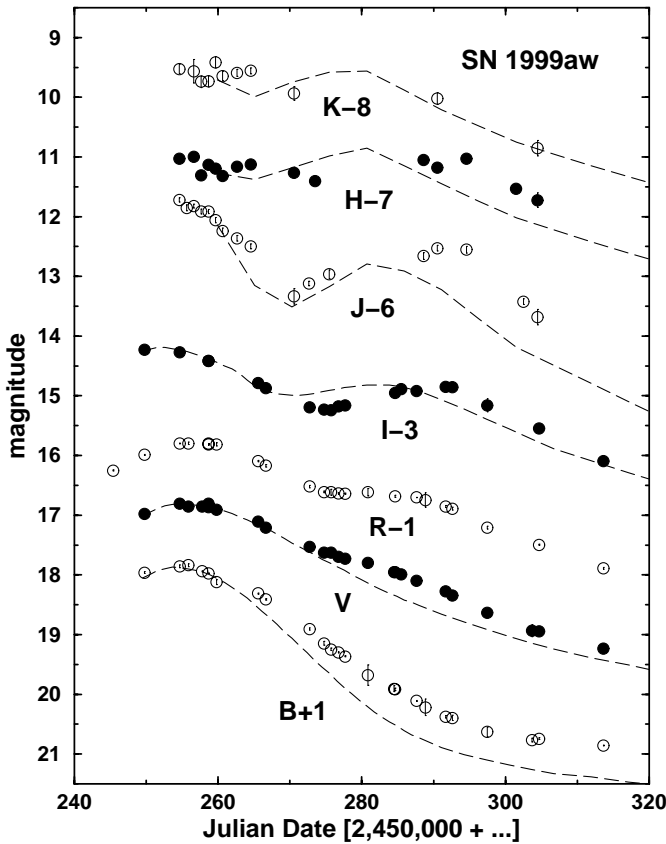 SN 1999aw
9
10
11
12
13
14
15
16
17
18
19
20
21
magnitude
K−8
H−7
J−6
I−3
R−1
V
B+1
240
260
280
300
320
Julian Date [2,450,000 + ...]